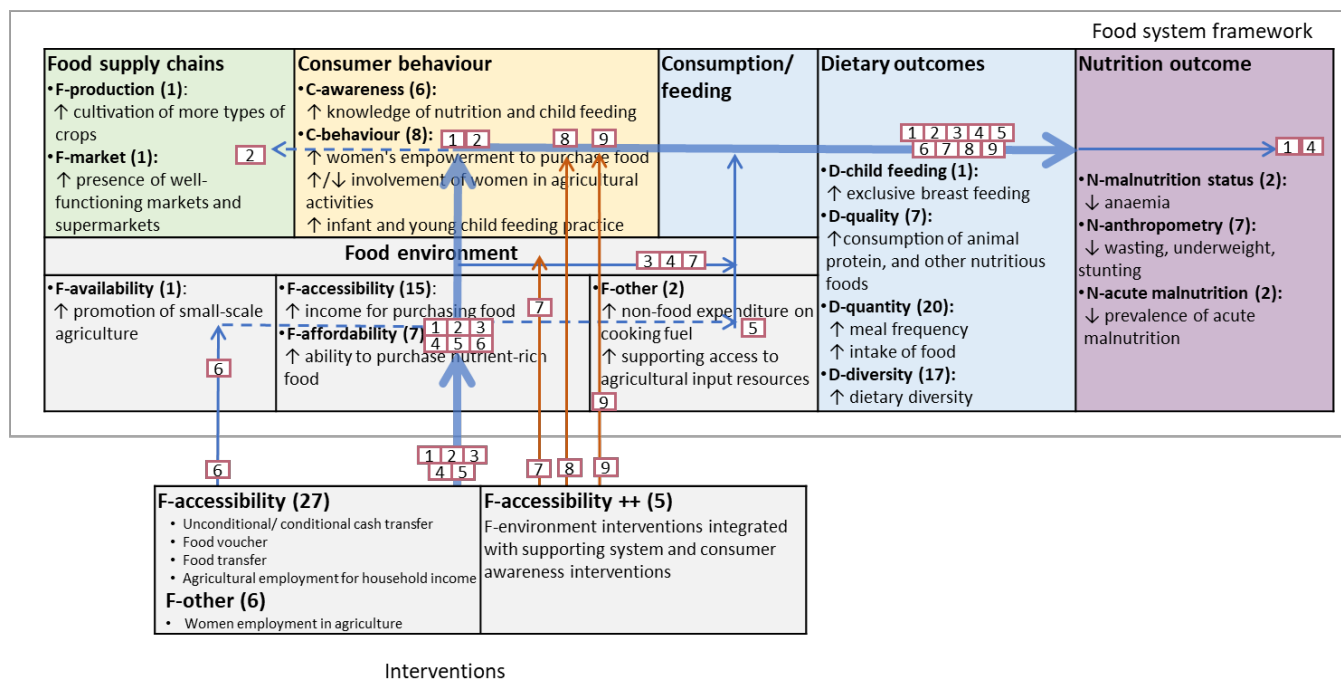 Food system framework
Food supply chains
•F-production (1):
↑ cultivation of more types of
crops
•F-market (1):
↑ presence of well-
functioning markets and
supermarkets
2
Consumer behaviour
•C-awareness (6):
↑ knowledge of nutrition and child feeding
•C-behaviour (8):
↑ women's empowerment to purchase food
↑/↓ involvement of women in agricultural
activities
↑ infant and young child feeding practice
1 2
8
9
Consumption/
feeding
Dietary outcomes
1 2 3 4 5
6 7 8 9
•D-child feeding (1):
↑ exclusive breast feeding
•D-quality (7):
↑consumption of animal
protein, and other nutritious
foods
•D-quantity (20):
↑ meal frequency
↑ intake of food
•D-diversity (17):
↑ dietary diversity
Nutrition outcome
1 4
•N-malnutrition status (2):
↓ anaemia
•N-anthropometry (7):
↓ wasting, underweight,
stunting
•N-acute malnutrition (2):
↓ prevalence of acute
malnutrition
Food environment
3 4 7
•F-availability (1):
↑ promotion of small-scale
agriculture
6
•F-accessibility (15):
↑ income for purchasing food
•F-affordability (7):
↑ ability to purchase nutrient-rich
food
1 2 3
4 5 6
7
•F-other (2)
↑ non-food expenditure on
cooking fuel
↑ supporting access to
agricultural input resources
5
9
6
1 2 3
4 5
7
8
9
F-accessibility (27)
• Unconditional/ conditional cash transfer
• Food voucher
• Food transfer
• Agricultural employment for household income
F-other (6)
• Women employment in agriculture
F-accessibility ++ (5)
F-environment interventions integrated
with supporting system and consumer
awareness interventions
Interventions